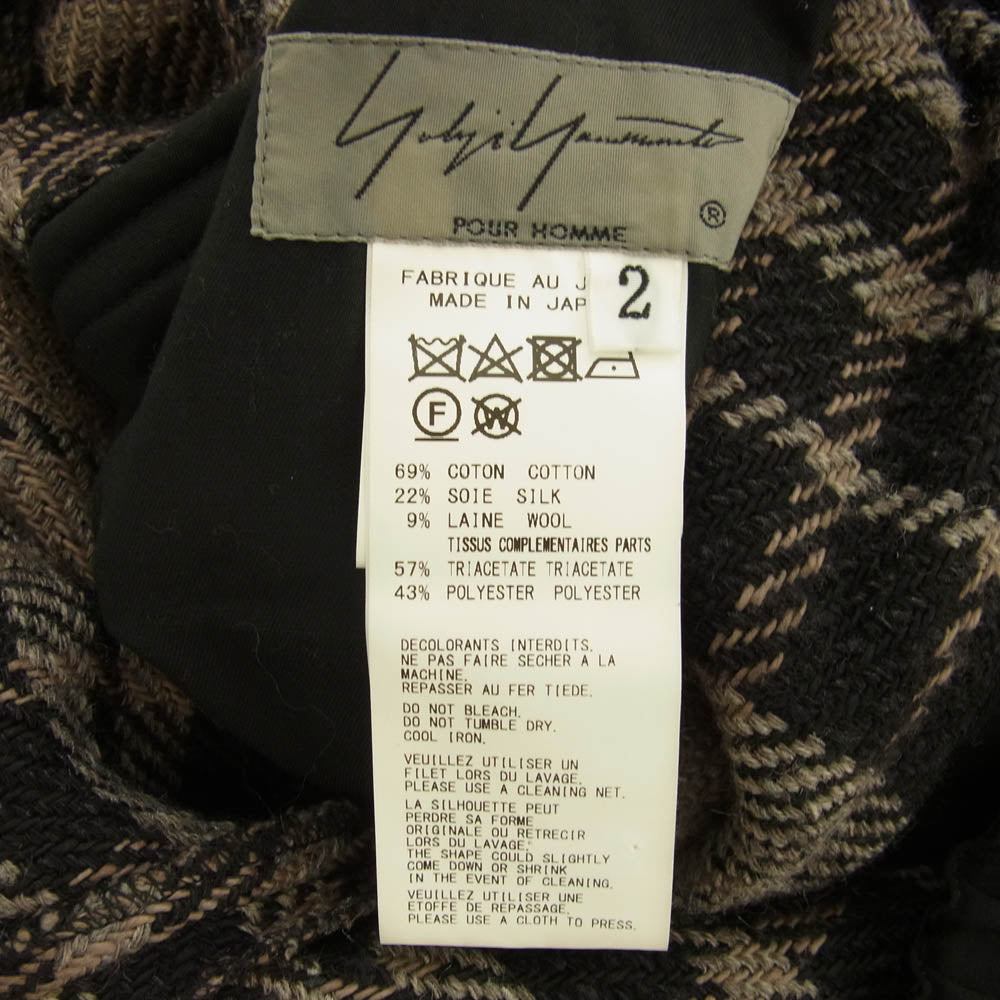 Yohji Yamamoto
®
POUR HOMME
FABRIQUE AU J
MADE IN JAP
2
F
W
69% COTON COTTON
22% SOIE SILK
9% LAINE WOOL
TISSUS COMPLEMENTAIRES PARTS
57% TRIACETATE TRIACETATE
43% POLYESTER POLYESTER
DECOLORANTS INTERDITS.
NE PAS FAIRE SECHER A LA
MACHINE.
REPASSER AU FER TIEDE.
DO NOT BLEACH.
DO NOT TUMBLE DRY.
COOL IRON.
VEUILLEZ UTILISER UN
FILET LORS DU LAVAGE.
PLEASE USE A CLEANING NET.
LA SILHOUETTE PEUT
PERDRE SA FORME
ORIGINALE OU RETRECIR
LORS DU LAVAGE.
THE SHAPE COULD SLIGHTLY
COME DOWN OR SHRINK
IN THE EVENT OF CLEANING.
VEUILLEZ UTILISER UNE
ETOFFE DE REPASSAGE.
PLEASE USE A CLOTH TO PRESS.